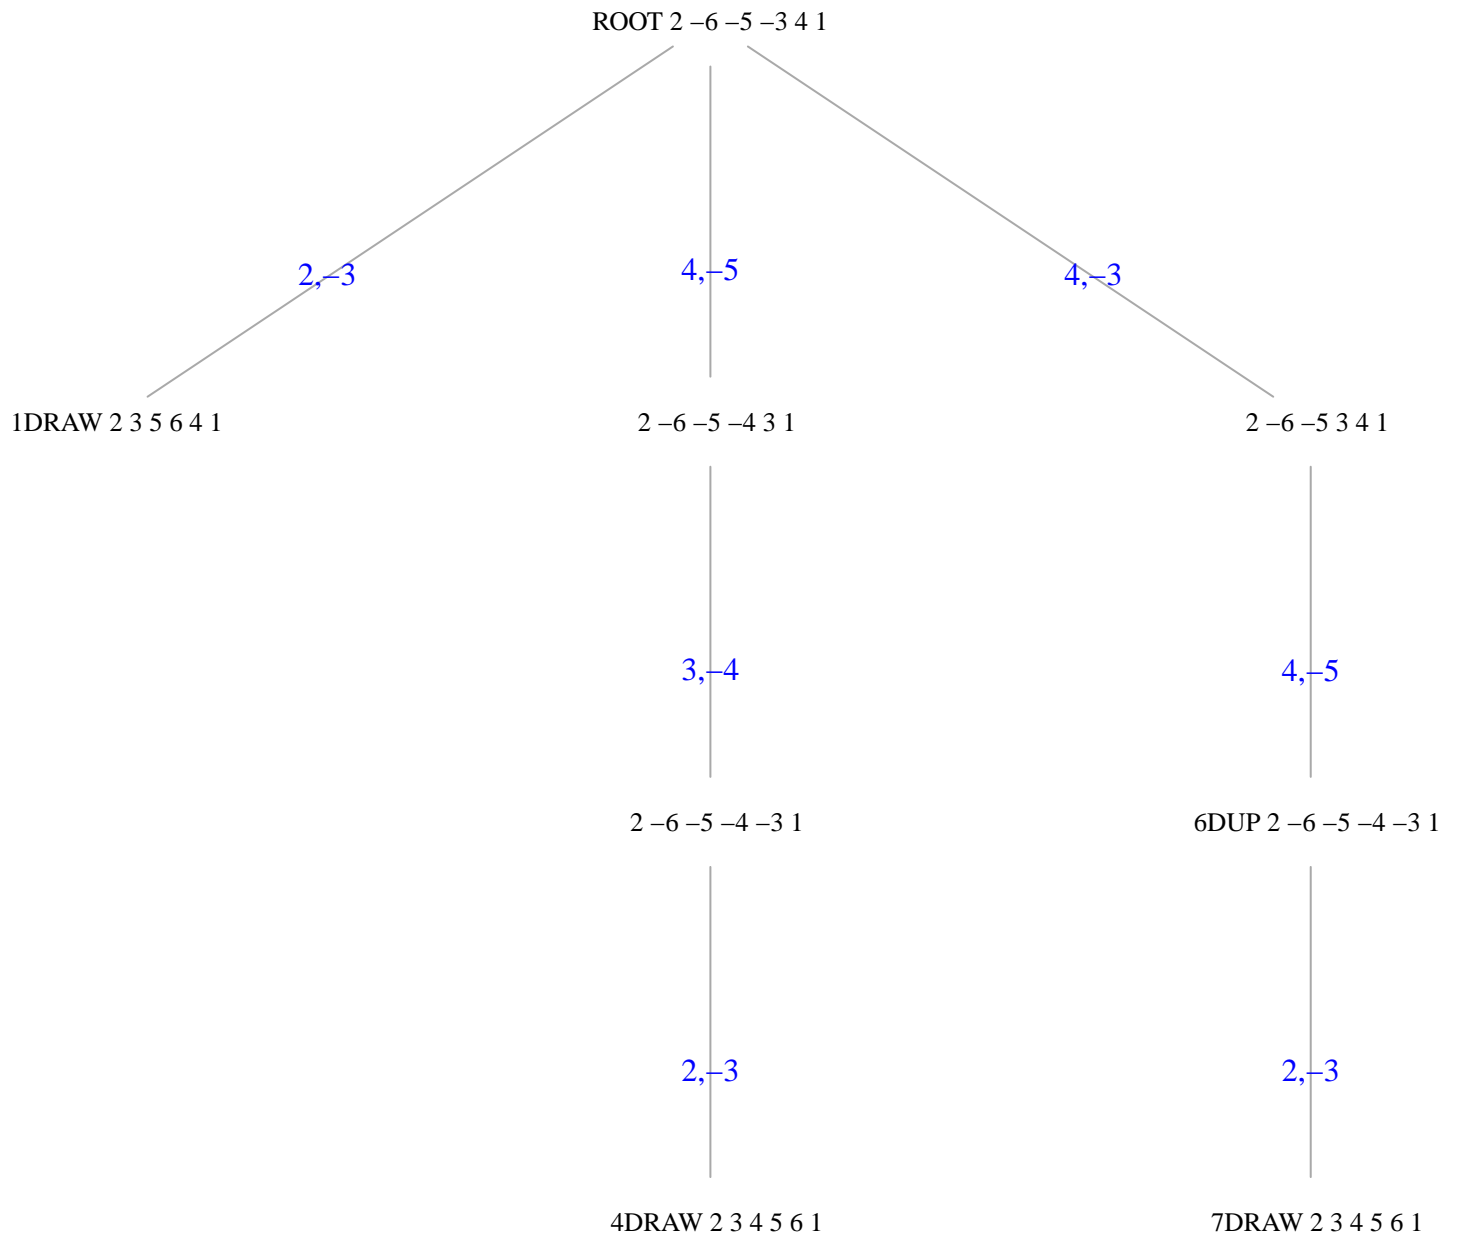 ROOT 2 –6 –5 –3 4 1
2,–3
4,–5
4,–3
1DRAW 2 3 5 6 4 1
2 –6 –5 –4 3 1
2 –6 –5 3 4 1
3,–4
4,–5
2 –6 –5 –4 –3 1
6DUP 2 –6 –5 –4 –3 1
2,–3
2,–3
4DRAW 2 3 4 5 6 1
7DRAW 2 3 4 5 6 1